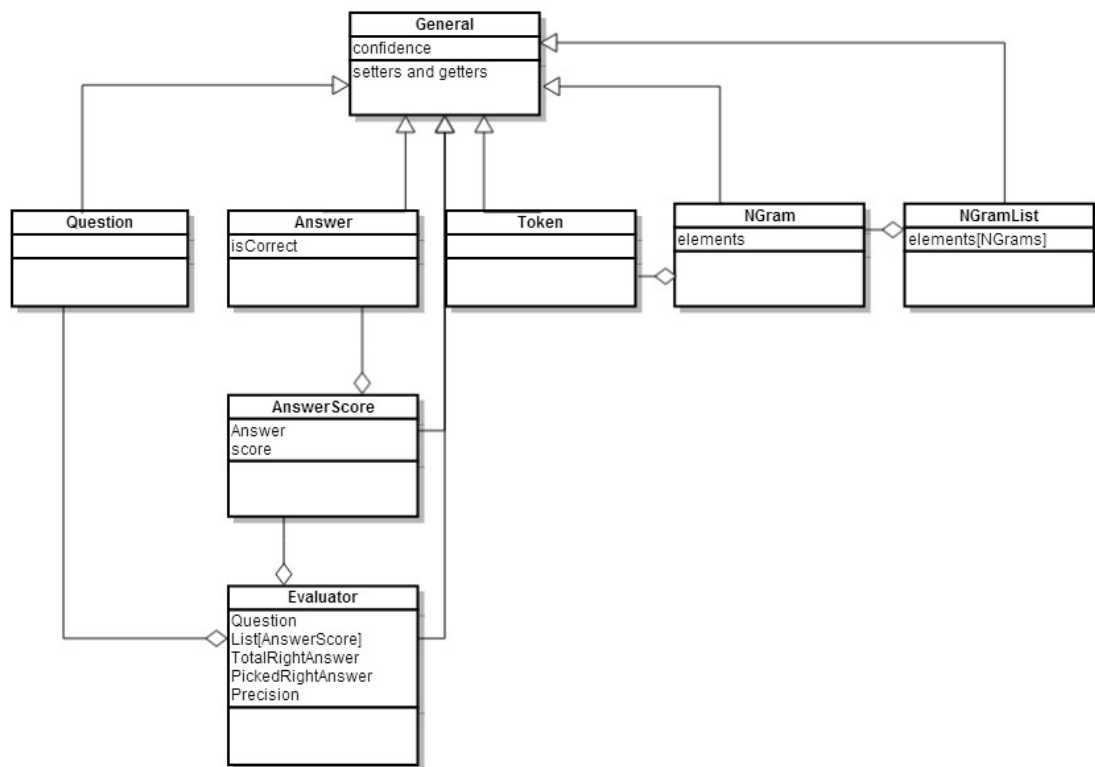 General
confidence
setters and getters
Question
Answer
isCorrect
Token
NGram
elements
NGramList
elements[NGrams]
AnswerScore
Answer
score
Evaluator
Question
List[AnswerScore]
TotalRightAnswer
PickedRightAnswer
Precision